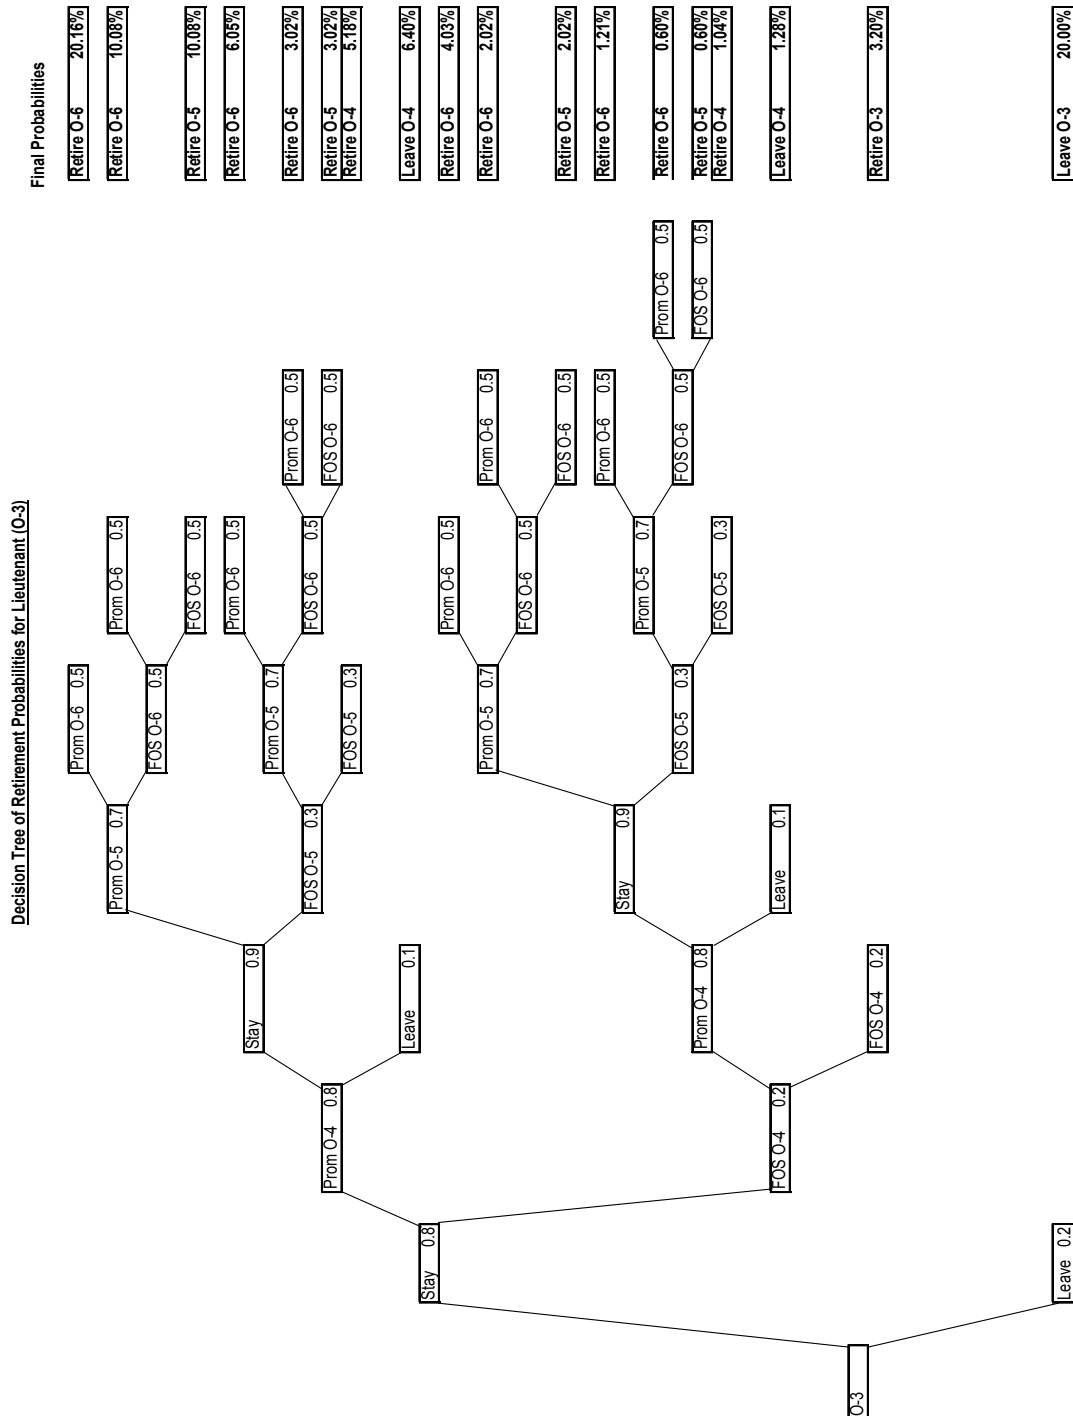 Decision Tree of Retirement Probabilities for Lieutenant (O-3)
Final Probabilities
Prom O-6 0.5 Retire O-6 20.16%
Prom O-5 0.7 Prom O-6 0.5 Retire O-6 10.08%
FOS O-6 0.5
FOS O-6 0.5 Retire O-5 10.08%
Prom O-6 0.5 Retire O-6 6.05%
Stay 0.9
Prom O-5 0.7
Prom O-6 0.5 Retire O-6 3.02%
FOS O-5 0.3 FOS O-6 0.5
Prom O-4 0.8 FOS O-6 0.5 Retire O-5 3.02%
FOS O-5 0.3 Retire O-4 5.18%
Leave 0.1 Leave O-4 6.40%
Stay 0.8
Prom O-6 0.5 Retire O-6 4.03%
Prom O-5 0.7 Prom O-6 0.5 Retire O-6 2.02%
FOS O-6 0.5
FOS O-6 0.5 Retire O-5 2.02%
Prom O-6 0.5 Retire O-6 1.21%
Stay 0.9
Prom O-5 0.7
Prom O-6 0.5 Retire O-6 0.60%
FOS O-5 0.3 FOS O-6 0.5
Prom O-4 0.8 FOS O-6 0.5 Retire O-5 0.60%
FOS O-5 0.3 Retire O-4 1.04%
FOS O-4 0.2 Leave 0.1 Leave O-4 1.28%
O-3
FOS O-4 0.2 Retire O-3 3.20%
Leave 0.2 Leave O-3 20.00%